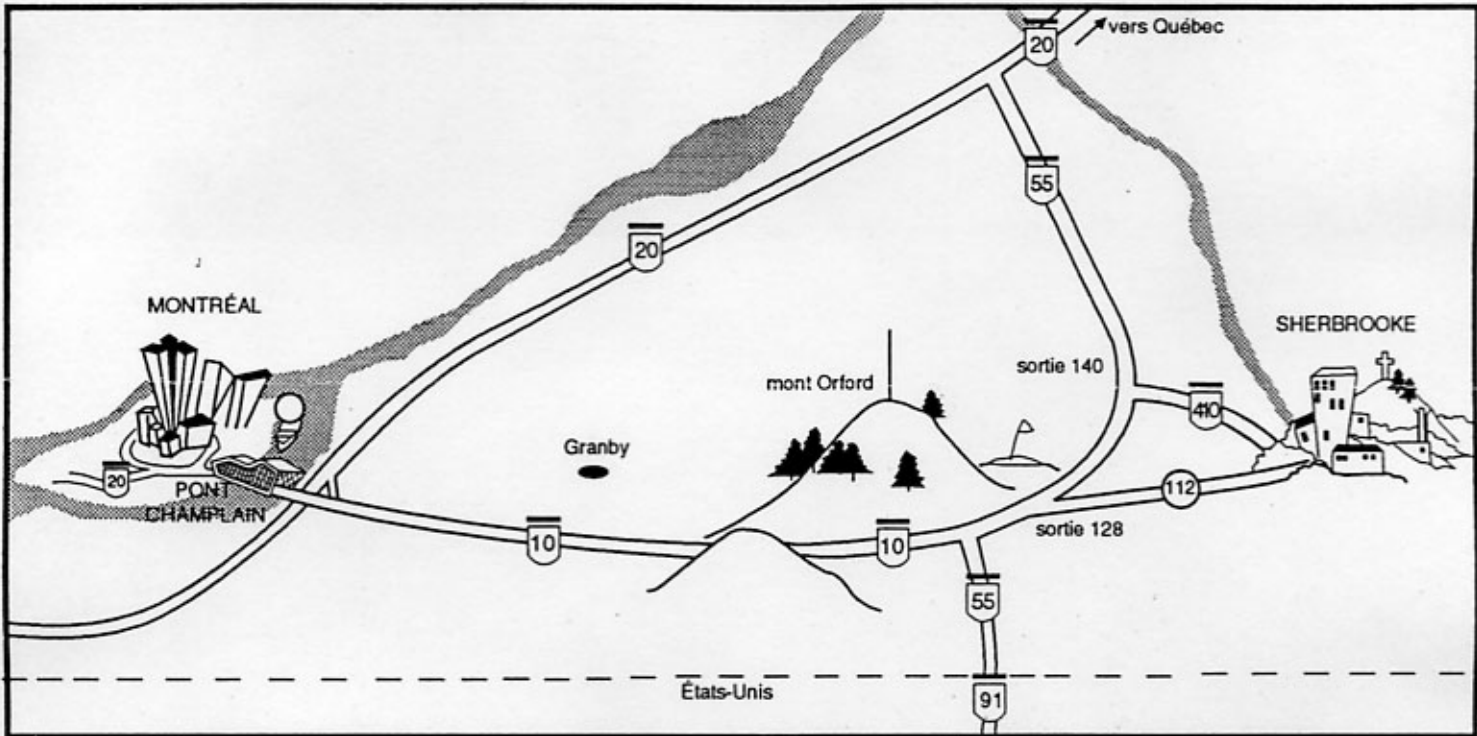 20
vers Québec
55
20
MONTRÉAL
SHERBROOKE
sortie 140
mont Orford
410
Granby
20
PONT
CHAMPLAIN
112
sortie 128
10
10
55
États-Unis
91